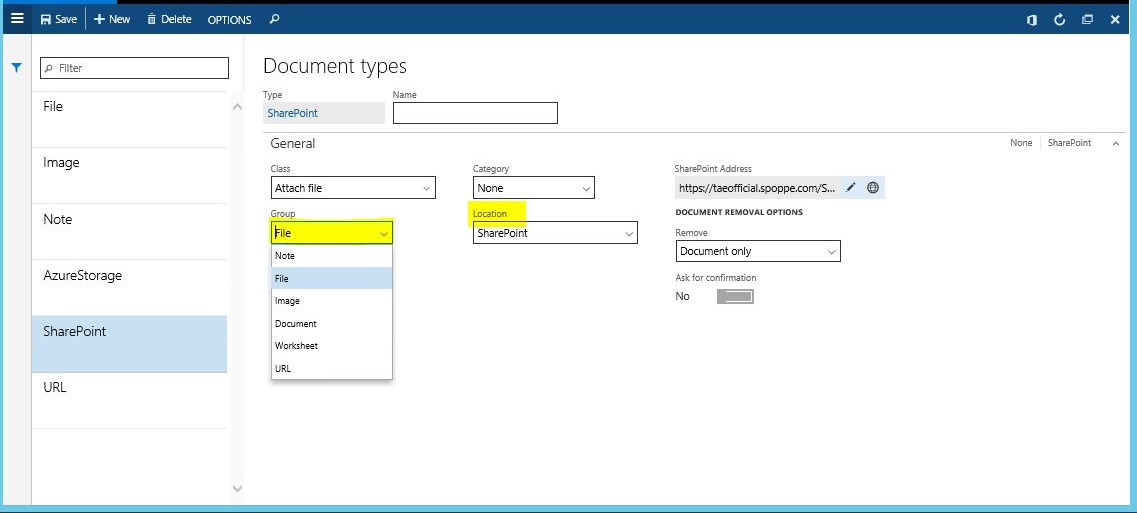 Save New Delete OPTIONS
Filter
File
Image
Note
AzureStorage
SharePoint
URL
Document types
Type Name
SharePoint
General None SharePoint
Class Category SharePoint Address
Attach file None https://taeofficial.spoppe.com/S...
Group Location DOCUMENT REMOVAL OPTIONS
File SharePoint Remove
Note Document only
File Ask for confirmation
Image No
Document
Worksheet
URL